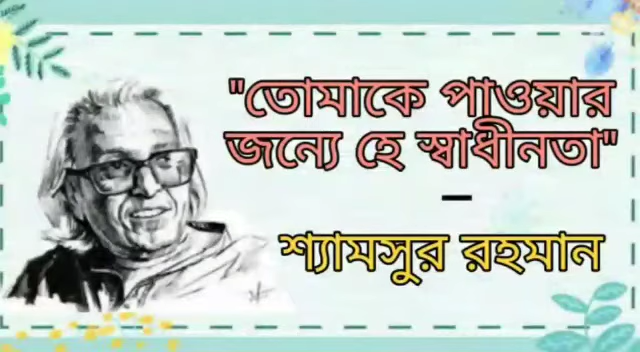 "তোমাকে পাওয়ার
জন্যে হে স্বাধীনতা"
–
শ্যামসুর রহমান